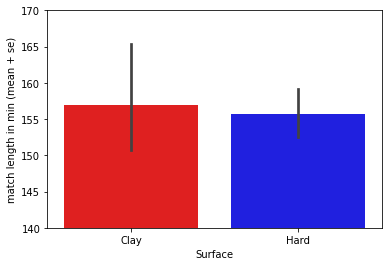 170
165
160
155
150
145
140
match length in min (mean + se)
Clay
Hard
Surface